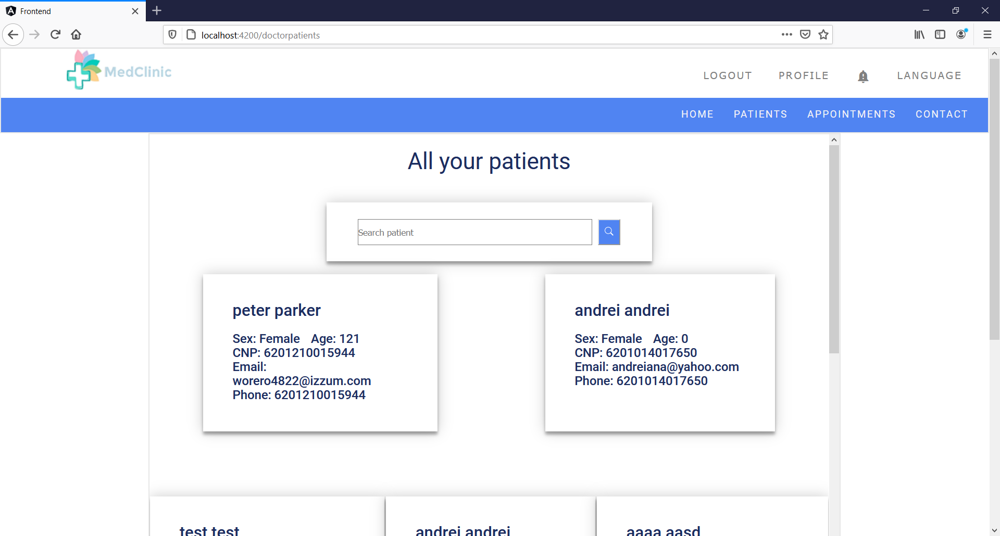 Frontend
localhost:4200/doctorpatients
MedClinic
LOGOUT PROFILE LANGUAGE
HOME PATIENTS APPOINTMENTS CONTACT
All your patients
Search patient
peter parker
Sex: Female Age: 121
CNP: 6201210015944
Email:
worero4822@izzum.com
Phone: 6201210015944
andrei andrei
Sex: Female Age: 0
CNP: 6201014017650
Email: andreiana@yahoo.com
Phone: 6201014017650
test test
andrei andrei
aaaa aasd